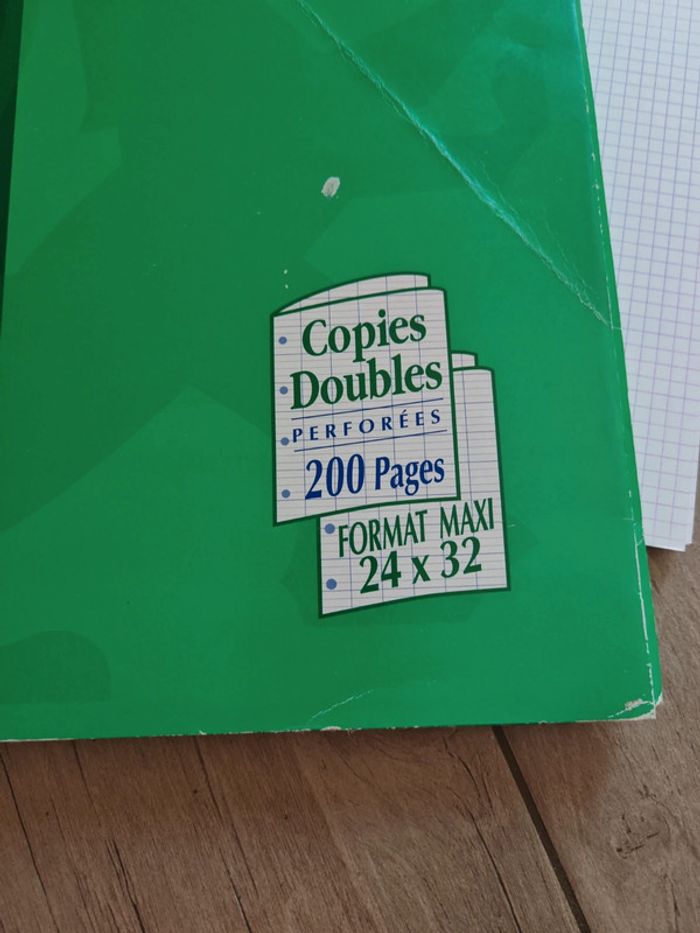 Copies
Doubles
PERFORÉES
200 Pages
FORMAT MAXI
24 x 32